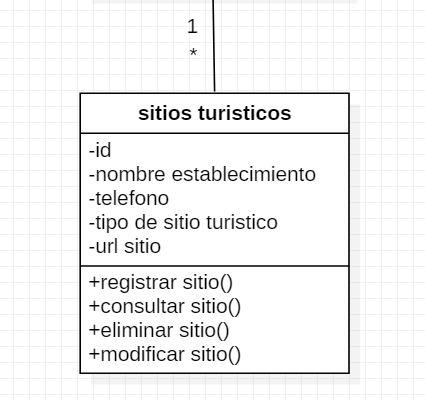 1
*
sitios turisticos
-id
-nombre establecimiento
-telefono
-tipo de sitio turistico
-url sitio
+registrar sitio()
+consultar sitio()
+eliminar sitio()
+modificar sitio()